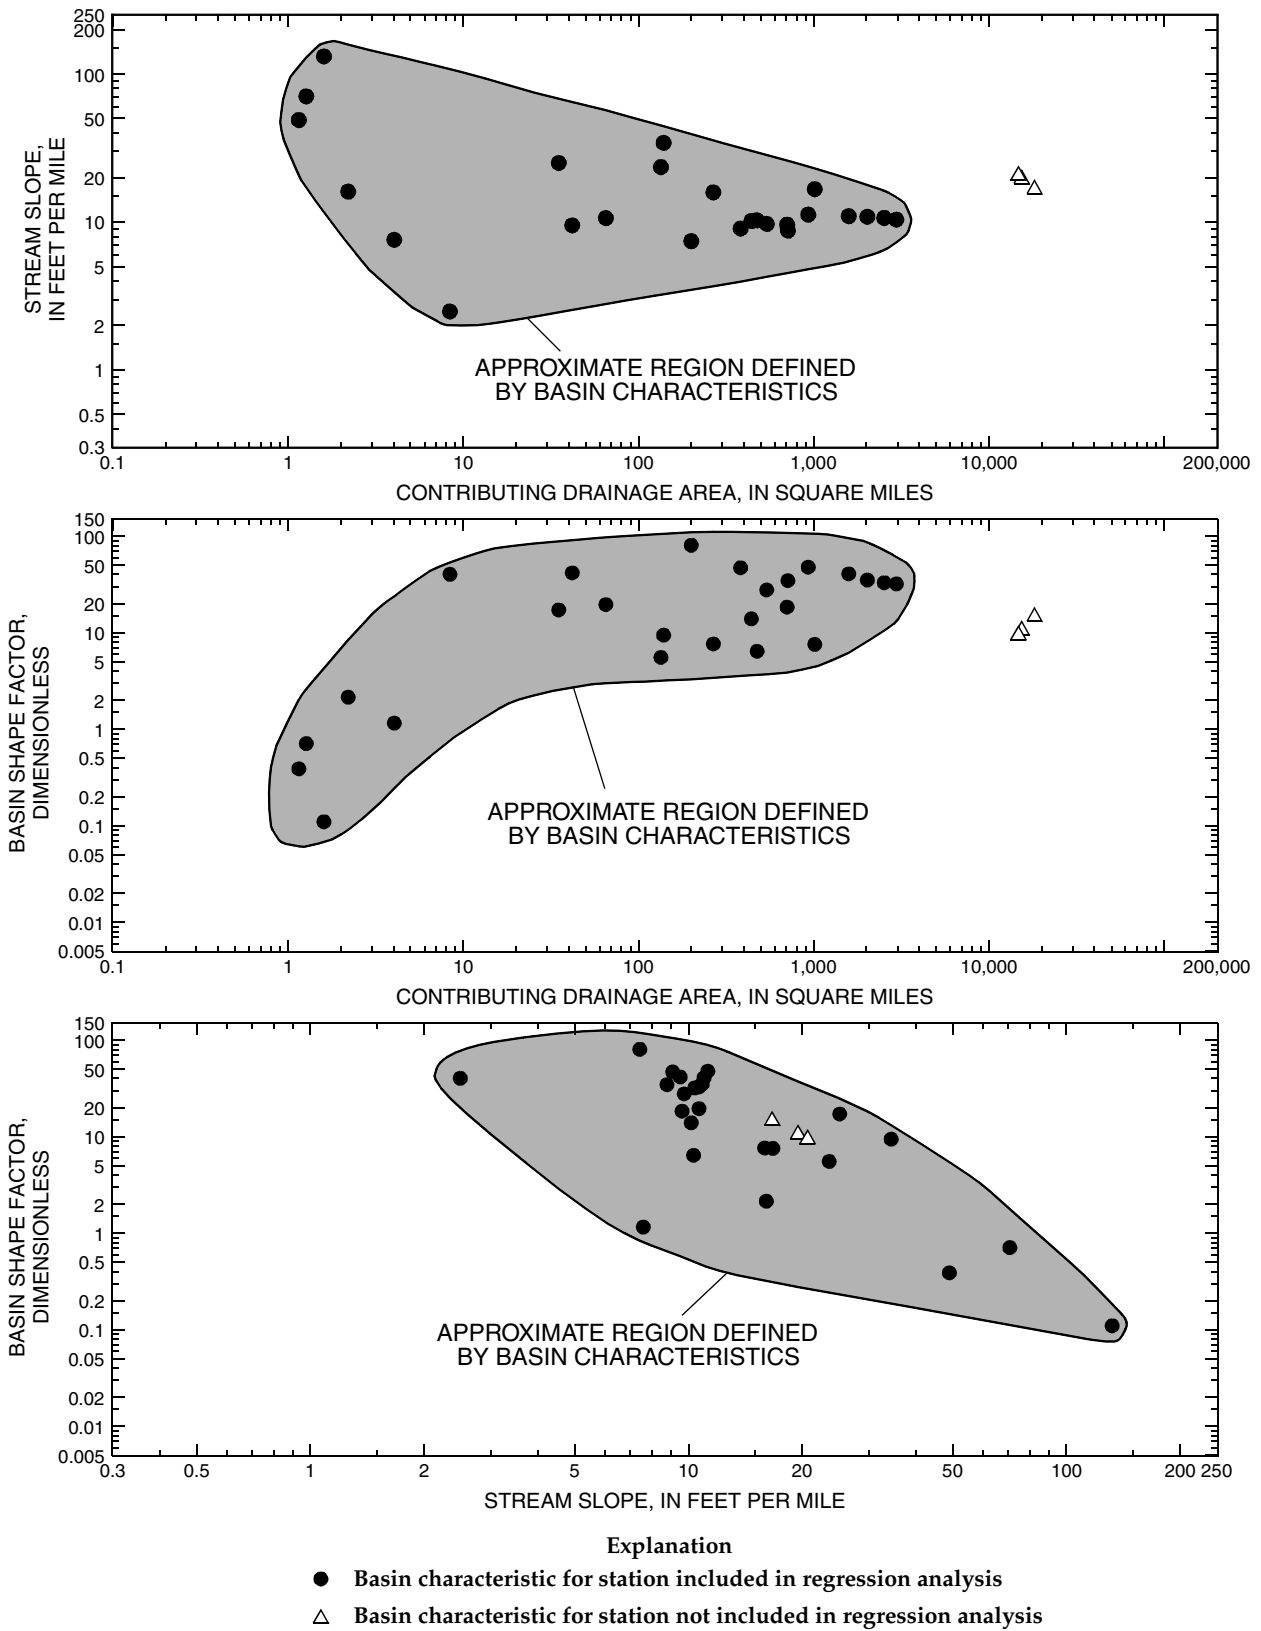 250
200
100
50
20
10
5
2
1
0.5
0.3
STREAM SLOPE,
IN FEET PER MILE
APPROXIMATE REGION DEFINED
BY BASIN CHARACTERISTICS
0.1 1 10 100 1,000 10,000 200,000
CONTRIBUTING DRAINAGE AREA, IN SQUARE MILES
150
100
50
20
10
5
2
1
0.5
0.2
0.1
0.05
0.02
0.01
0.005
BASIN SHAPE FACTOR,
DIMENSIONLESS
APPROXIMATE REGION DEFINED
BY BASIN CHARACTERISTICS
0.1 1 10 100 1,000 10,000 200,000
CONTRIBUTING DRAINAGE AREA, IN SQUARE MILES
150
100
50
20
10
5
2
1
0.5
0.2
0.1
0.05
0.02
0.01
0.005
BASIN SHAPE FACTOR,
DIMENSIONLESS
APPROXIMATE REGION DEFINED
BY BASIN CHARACTERISTICS
0.3 0.5 1 2 5 10 20 50 100 200 250
STREAM SLOPE, IN FEET PER MILE
Explanation
Basin characteristic for station included in regression analysis
Basin characteristic for station not included in regression analysis